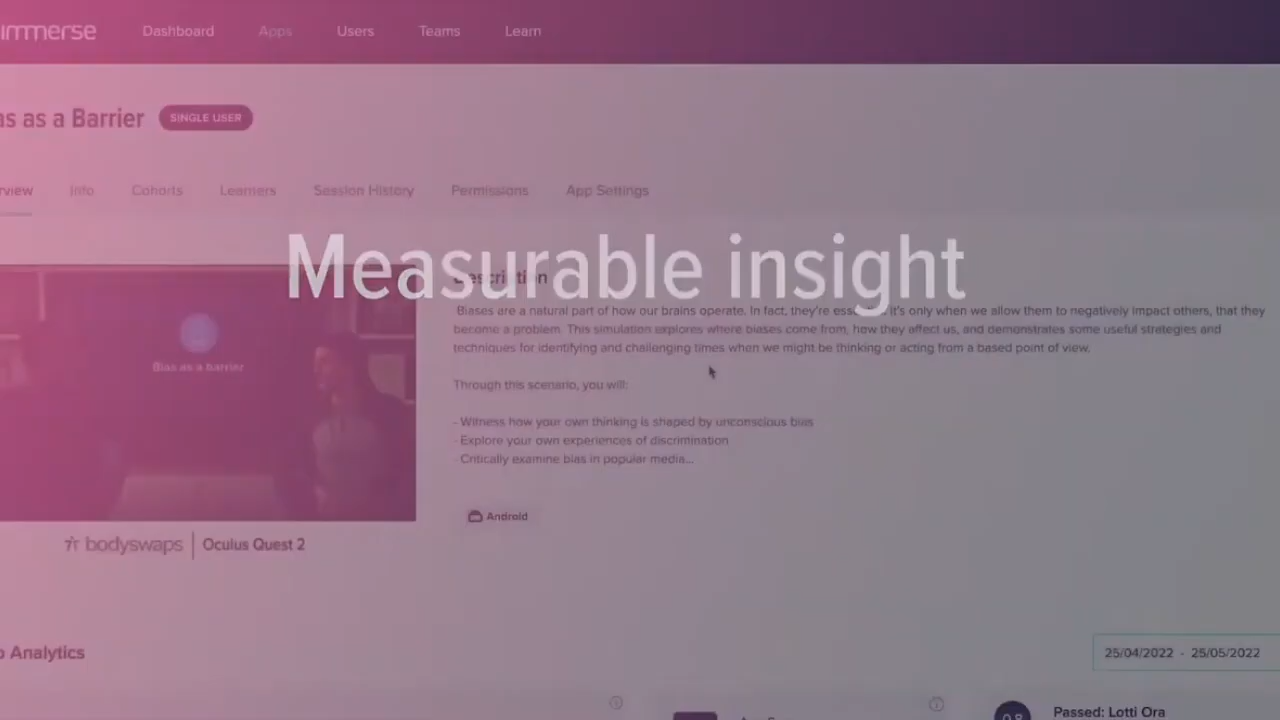 immerse Dashboard Apps Users Teams Learn
as as a Barrier SINGLE USER
rview Info Cohorts Learners Session History Permissions App Settings
Measurable insight
Description
Biases are a natural part of how our brains operate. In fact, they're it's only when we allow them to negatively impact others, that they
become a problem. This simulation explores where biases come from, how they affect us, and demonstrates some useful strategies and
techniques for identifying and challenging times when we might be thinking or acting from a based point of view.
Bias as a barrier
Through this scenario, you will:
- Witness how your own thinking is shaped by unconscious bias
- Explore your own experiences of discrimination
- Critically examine bias in popular media...
Android
bodyswaps | Oculus Quest 2
p Analytics
25/04/2022 - 25/05/2022
Passed: Lotti Ora